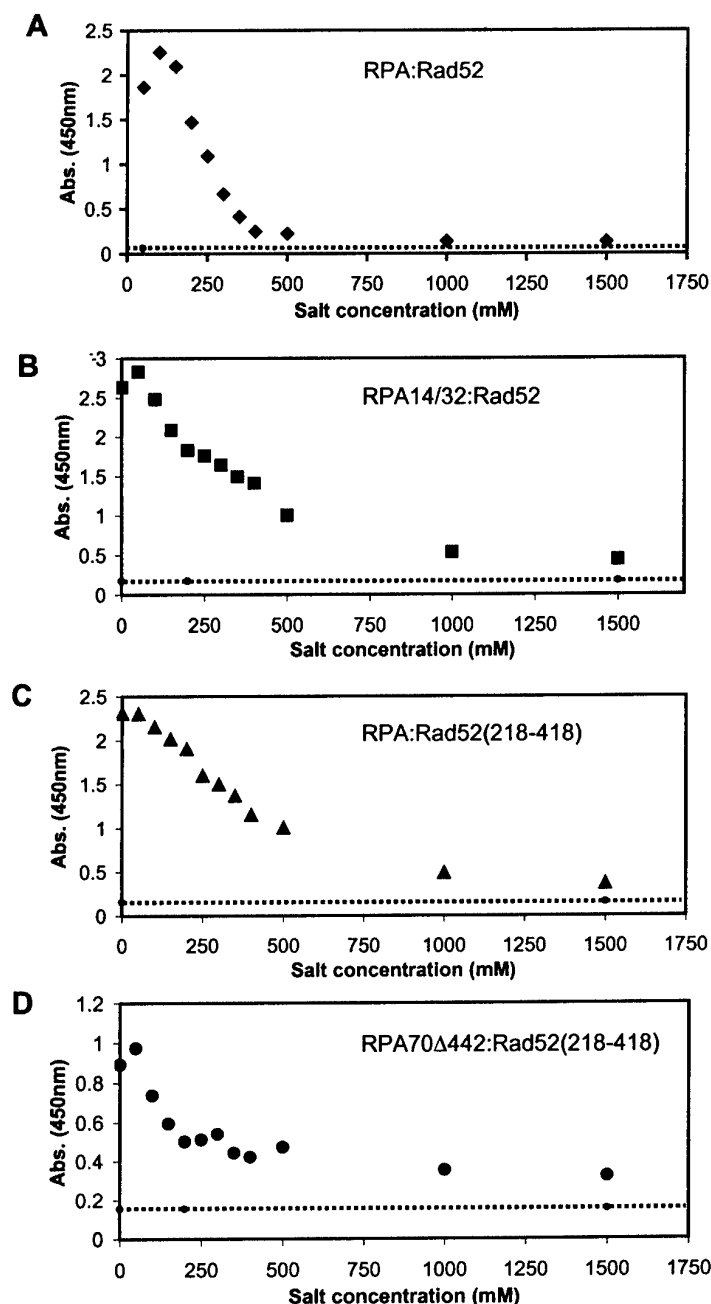 A
2.5
RPA:Rad52
2
1.5
1
0.5
0
Abs. (450nm)
0 250 500 750 1000 1250 1500 1750
Salt concentration (mM)
B
-3
RPA14/32:Rad52
2.5
2
1.5
1
0.5
0
Abs. (450nm)
0 250 500 750 1000 1250 1500
Salt concentration (mM)
C
2.5
RPA:Rad52(218-418)
2
1.5
1
0.5
0
Abs. (450nm)
0 250 500 750 1000 1250 1500 1750
Salt concentration (mM)
D
1.2
RPA70Δ442:Rad52(218-418)
1
0.8
0.6
0.4
0.2
0
Abs. (450nm)
0 250 500 750 1000 1250 1500 1750
Salt concentration (mM)